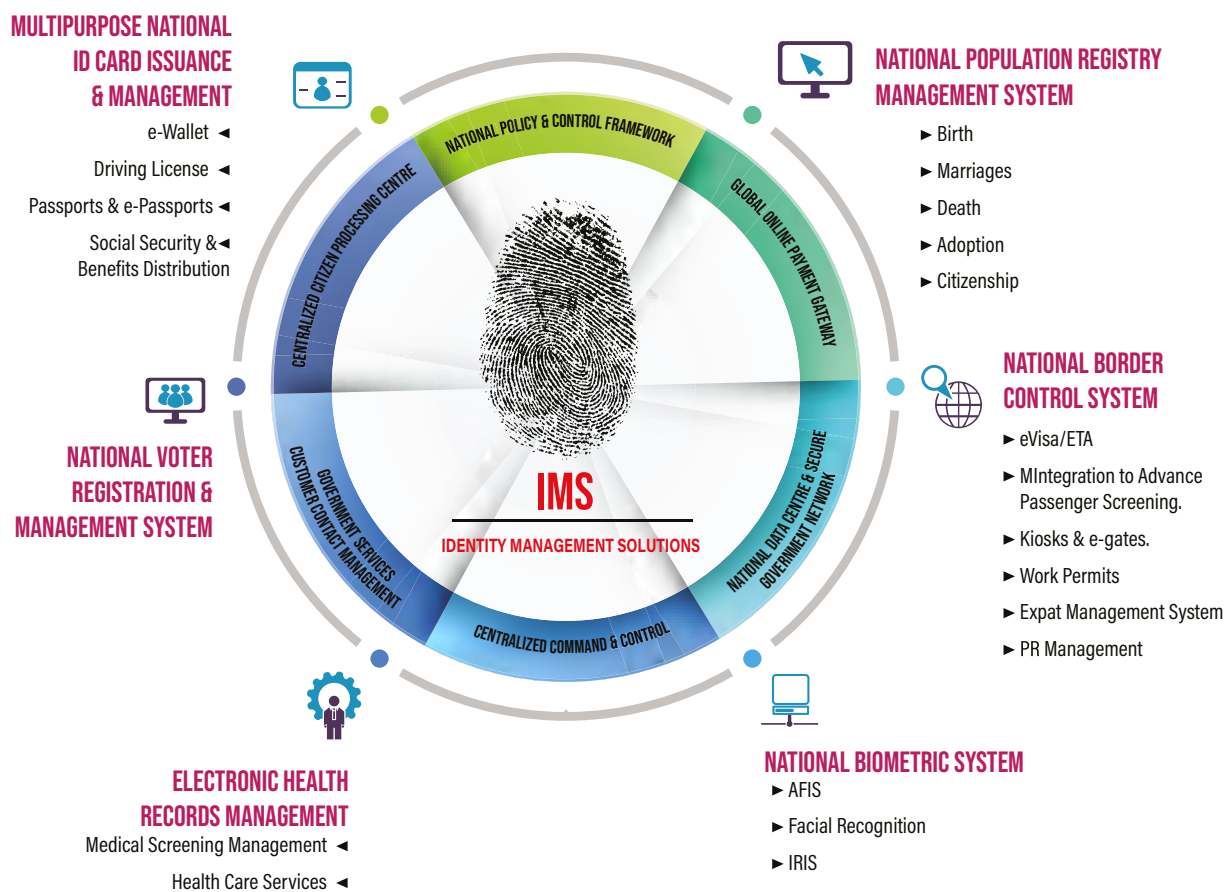 MULTIPURPOSE NATIONAL
ID CARD ISSUANCE
& MANAGEMENT
e-Wallet ◄
Driving License ◄
Passports & e-Passports ◄
Social Security &◄
Benefits Distribution
NATIONAL POPULATION REGISTRY
MANAGEMENT SYSTEM
► Birth
► Marriages
► Death
► Adoption
► Citizenship
NATIONAL POLICY & CONTROL FRAMEWORK
GLOBAL ONLINE PAYMENT GATEWAY
NATIONAL DATA CENTRE & SECURE
GOVERNMENT NETWORK
CENTRALIZED COMMAND & CONTROL
GOVERNMENT SERVICES
CUSTOMER CONTACT MANAGEMENT
CENTRALIZED CITIZEN PROCESSING CENTRE
IMS
IDENTITY MANAGEMENT SOLUTIONS
NATIONAL BORDER
CONTROL SYSTEM
► eVisa/ETA
► MIntegration to Advance
Passenger Screening.
► Kiosks & e-gates.
► Work Permits
► Expat Management System
► PR Management
NATIONAL VOTER
REGISTRATION &
MANAGEMENT SYSTEM
ELECTRONIC HEALTH
RECORDS MANAGEMENT
Medical Screening Management ◄
Health Care Services ◄
NATIONAL BIOMETRIC SYSTEM
► AFIS
► Facial Recognition
► IRIS